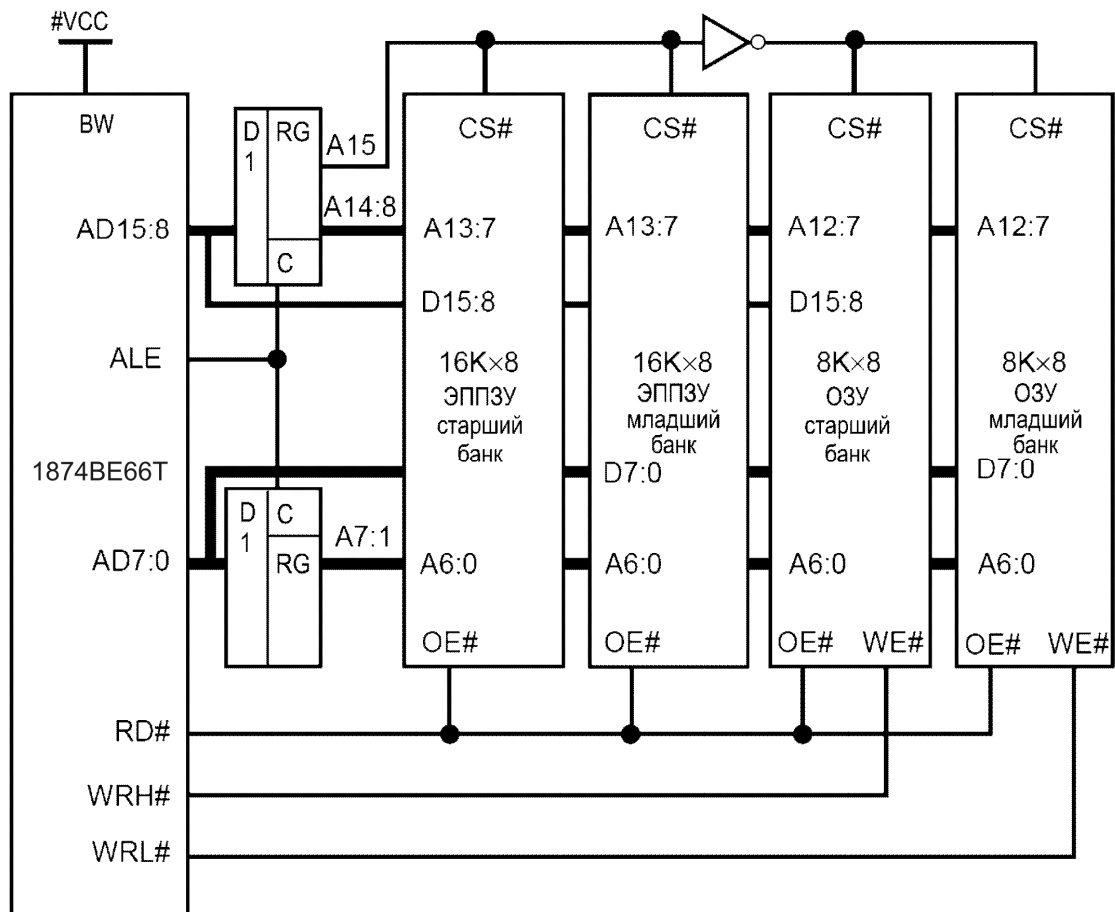 #VCC
BW
D
1
RG
A15
CS#
CS#
CS#
CS#
AD15:8
A14:8
C
A13:7
A13:7
A12:7
A12:7
D15:8
D15:8
ALE
16K×8
ЭППЗУ
старший
банк
16K×8
ЭППЗУ
младший
банк
8K×8
ОЗУ
старший
банк
8K×8
ОЗУ
младший
банк
1874BE66T
D7:0
D7:0
D
1
C
RG
A7:1
AD7:0
A6:0
A6:0
A6:0
A6:0
OE#
OE#
OE#
WE#
OE#
WE#
RD#
WRH#
WRL#